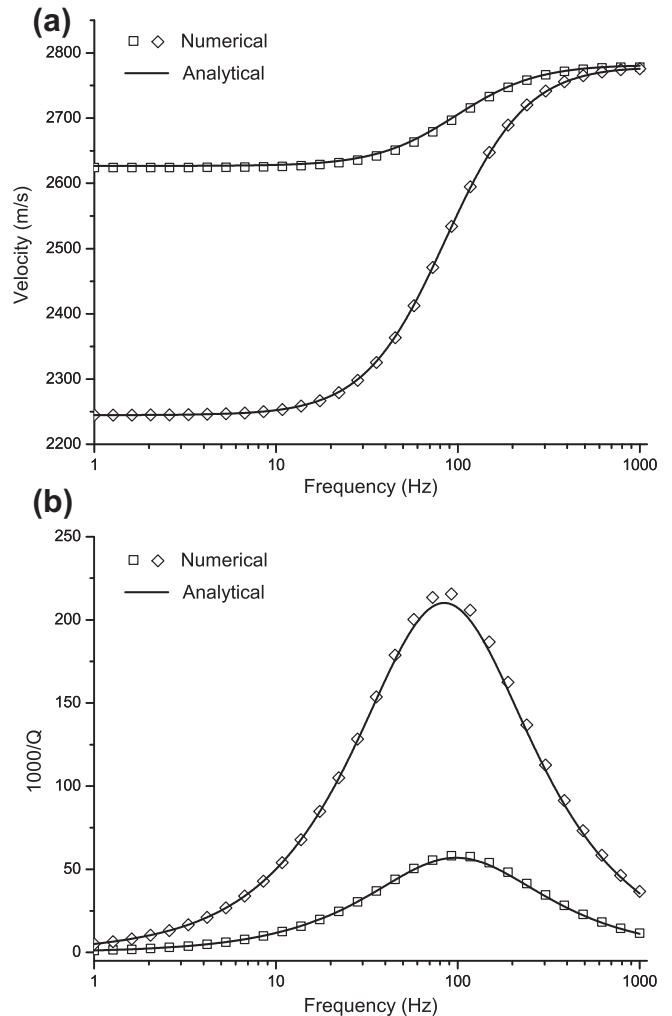 (a)
Numerical
Analytical
2800
2700
2600
2500
2400
2300
2200
Velocity (m/s)
1 10 100 1000
Frequency (Hz)
(b)
Numerical
Analytical
250
200
150
100
50
0
1000/Q
1 10 100 1000
Frequency (Hz)